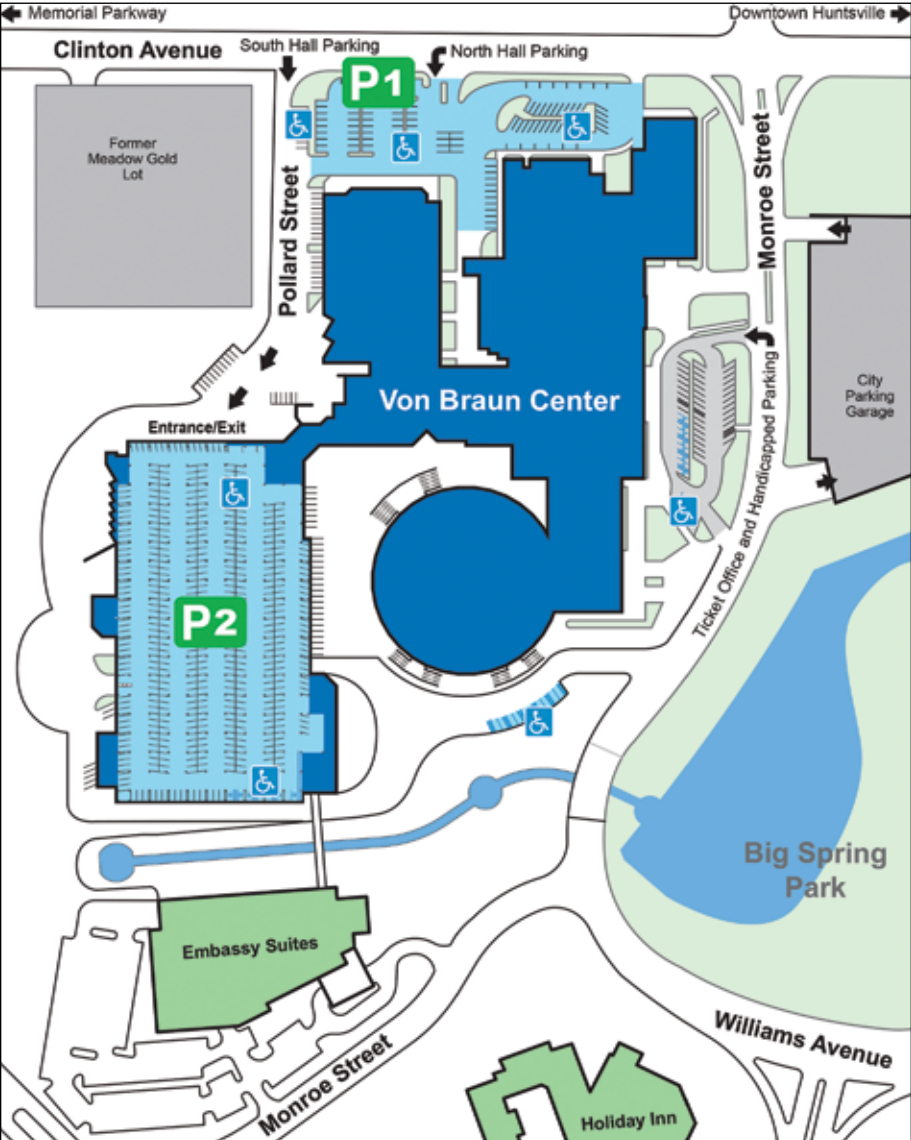 Memorial Parkway
Downtown Huntsville
Clinton Avenue
South Hall Parking
North Hall Parking
P1
Former
Meadow Gold
Lot
Pollard Street
Monroe Street
Von Braun Center
City
Parking
Garage
Entrance/Exit
Ticket Office and Handicapped Parking
P2
Big Spring
Park
Embassy Suites
Williams Avenue
Monroe Street
Holiday Inn